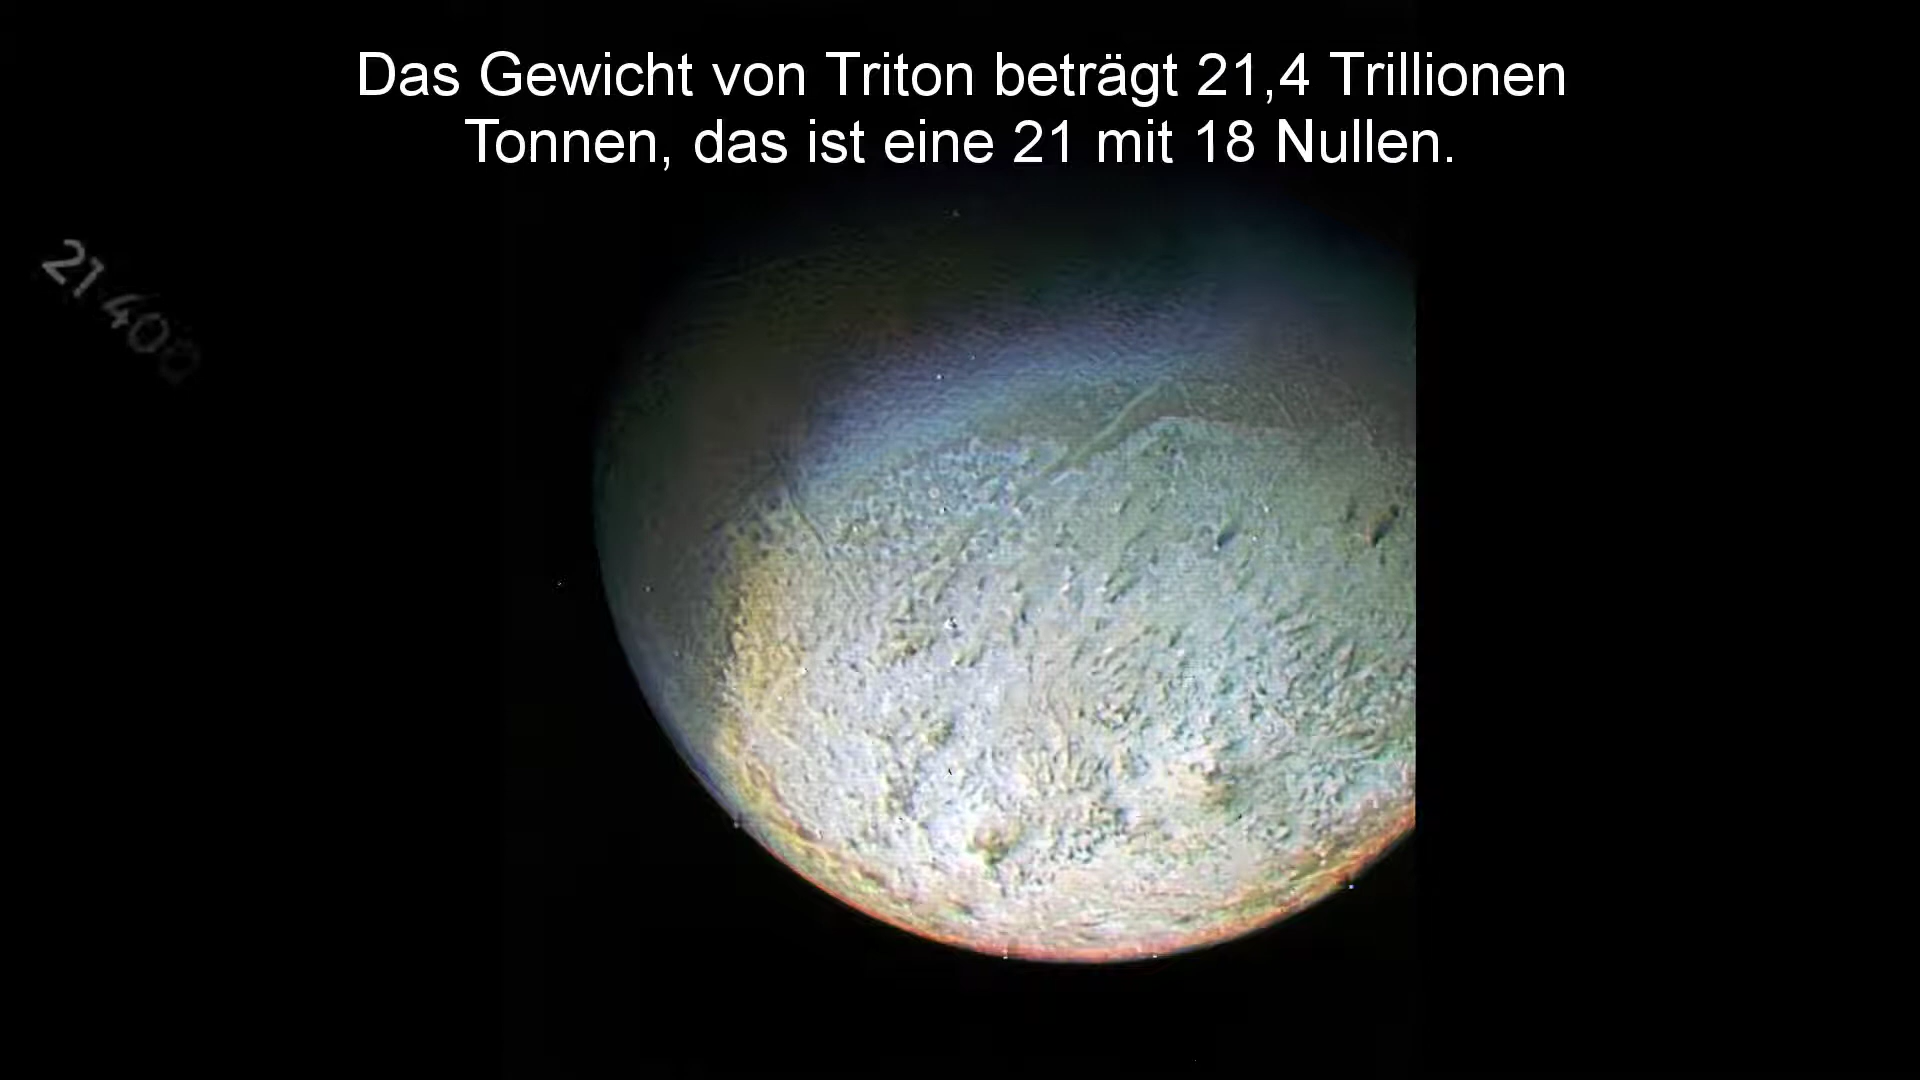 Das Gewicht von Triton beträgt 21,4 Trillionen
Tonnen, das ist eine 21 mit 18 Nullen.
21 400